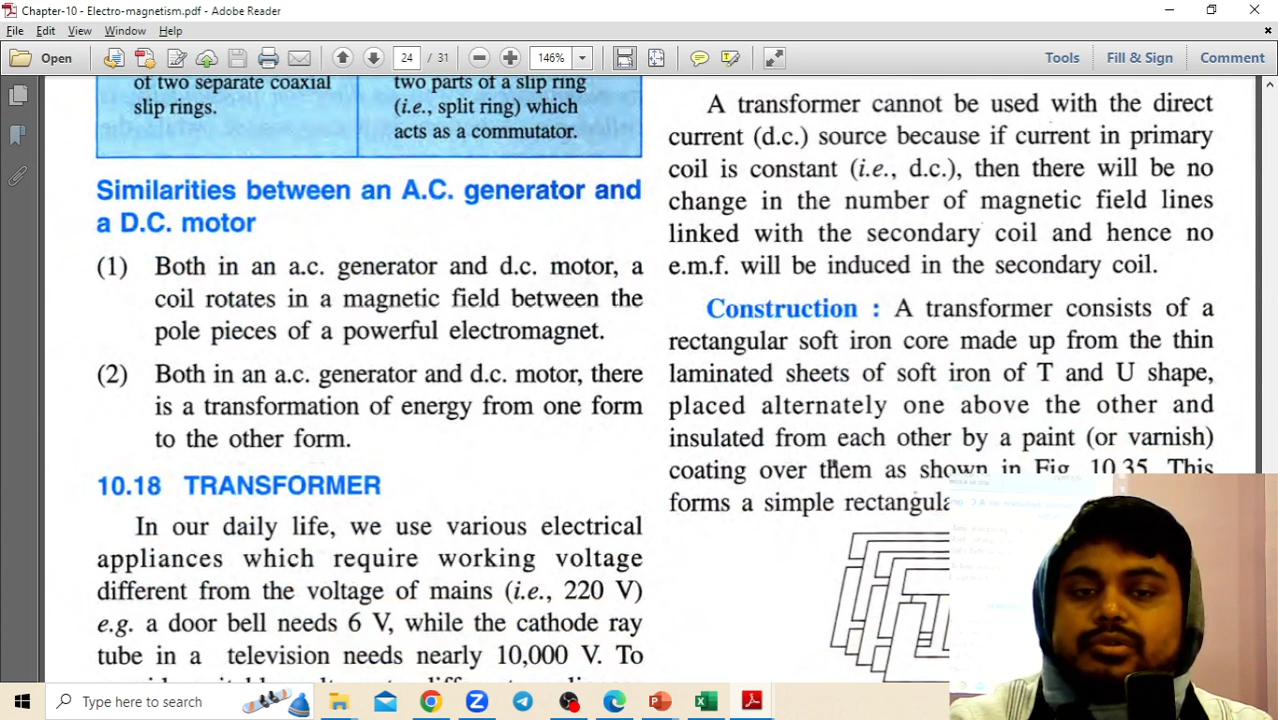 Chapter-10 - Electro-magnetism.pdf - Adobe Reader
File Edit View Window Help
Open
24 / 31
146%
Tools Fill & Sign Comment
of two separate coaxial
slip rings.
two parts of a slip ring
(i.e., split ring) which
acts as a commutator.
Similarities between an A.C. generator and
a D.C. motor
(1) Both in an a.c. generator and d.c. motor, a
coil rotates in a magnetic field between the
pole pieces of a powerful electromagnet.
(2) Both in an a.c. generator and d.c. motor, there
is a transformation of energy from one form
to the other form.
10.18 TRANSFORMER
In our daily life, we use various electrical
appliances which require working voltage
different from the voltage of mains (i.e., 220 V)
e.g. a door bell needs 6 V, while the cathode ray
tube in a television needs nearly 10,000 V. To
A transformer cannot be used with the direct
current (d.c.) source because if current in primary
coil is constant (i.e., d.c.), then there will be no
change in the number of magnetic field lines
linked with the secondary coil and hence no
e.m.f. will be induced in the secondary coil.
Construction : A transformer consists of a
rectangular soft iron core made up from the thin
laminated sheets of soft iron of T and U shape,
placed alternately one above the other and
insulated from each other by a paint (or varnish)
coating over them as shown in Fig. 10.35. This
forms a simple
Type here to search